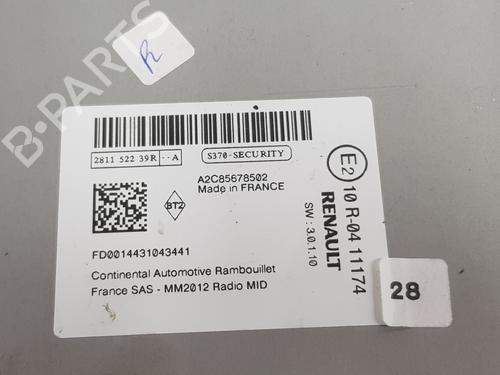 R
B-PARTS
2811 522 39R --A
S370-SECURITY
A2C85678502
Made in FRANCE
BTZ
FD0014431043441
Continental Automotive Rambouillet
France SAS - MM2012 Radio MID
E2 10 R-04 11174
RENAULT
SW : 3.0.1.10
28